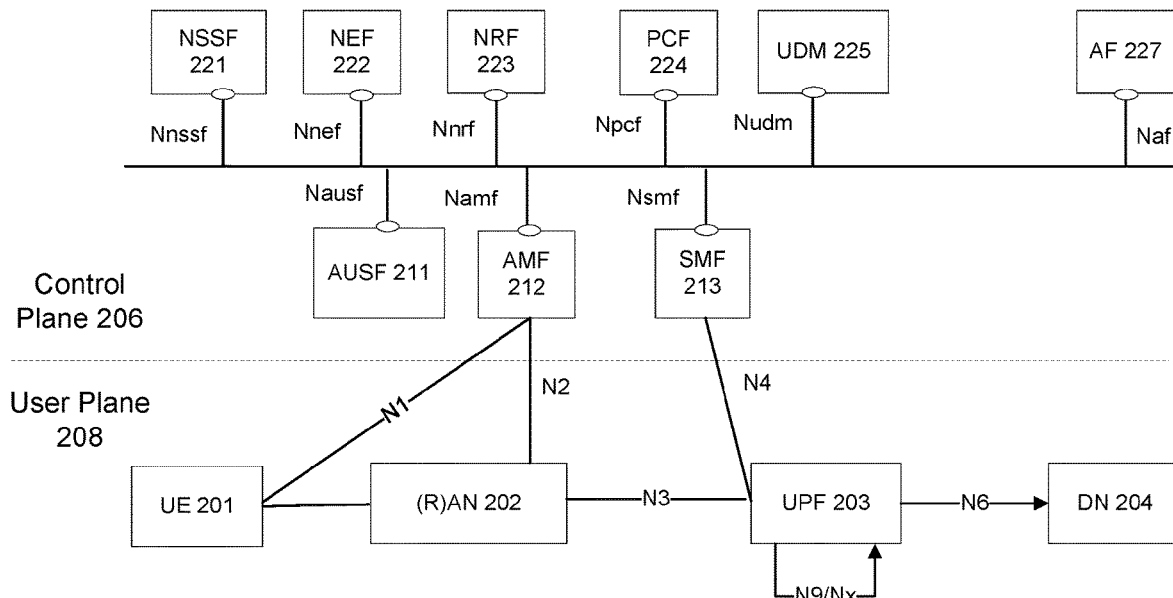 NSSF
221
NEF
222
NRF
223
PCF
224
UDM 225
AF 227
Nnssf
Nnef
Nnrf
Npcf
Nudm
Naf
Nausf
Namf
Nsmf
AUSF 211
AMF
212
SMF
213
Control
Plane 206
N1
N2
N4
User Plane
208
UE 201
(R)AN 202
N3
UPF 203
N6
DN 204
N9/Nx